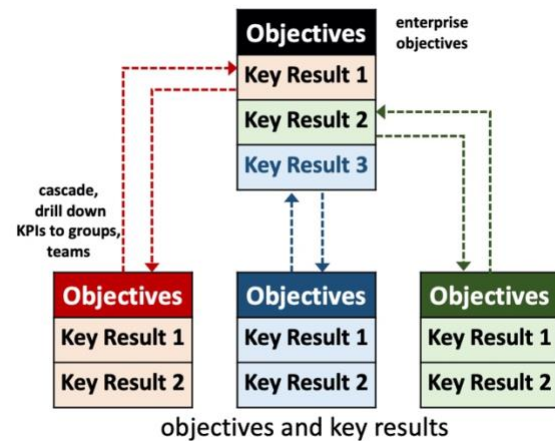 Objectives
enterprise
objectives
Key Result 1
Key Result 2
Key Result 3
cascade,
drill down
KPIs to groups,
teams
Objectives
Key Result 1
Key Result 2
Objectives
Key Result 1
Key Result 2
Objectives
Key Result 1
Key Result 2
objectives and key results